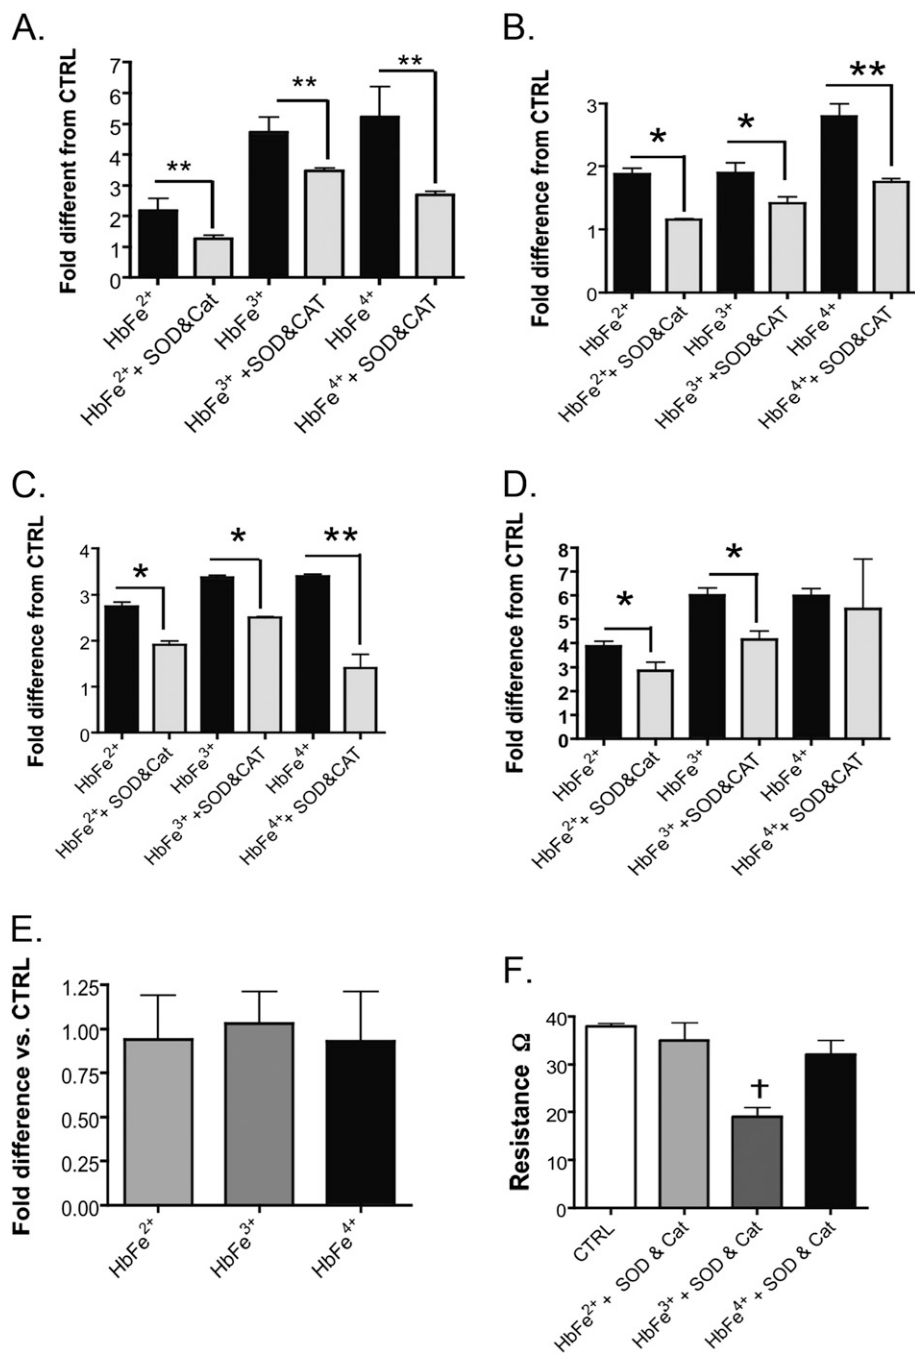 A.
Fold different from CTRL
7
6
5
4
3
2
1
0
**
**
**
HbFe²⁺
HbFe²⁺+ SOD&Cat
HbFe³⁺
HbFe³⁺ +SOD&CAT
HbFe⁴⁺
HbFe⁴⁺+ SOD&CAT
B.
Fold difference from CTRL
3
2
1
0
*
*
**
HbFe²⁺
HbFe²⁺+ SOD&Cat
HbFe³⁺
HbFe³⁺+SOD&CAT
HbFe⁴⁺
HbFe⁴⁺+ SOD&CAT
C.
Fold difference from CTRL
4
3
2
1
0
*
*
**
HbFe²⁺
HbFe²⁺+ SOD&Cat
HbFe³⁺
HbFe³⁺ +SOD&CAT
HbFe⁴⁺
HbFe⁴⁺+ SOD&CAT
D.
Fold difference from CTRL
8
7
6
5
4
3
2
1
0
*
*
HbFe²⁺
HbFe²⁺+ SOD&Cat
HbFe³⁺
HbFe³⁺+SOD&CAT
HbFe⁴⁺
HbFe⁴⁺+ SOD&CAT
E.
Fold difference vs. CTRL
1.25
1.00
0.75
0.50
0.25
0.00
HbFe²⁺
HbFe³⁺
HbFe⁴⁺
F.
Resistance Ω
40
30
20
10
0
†
CTRL
HbFe²⁺ + SOD & Cat
HbFe³⁺ + SOD & Cat
HbFe⁴⁺ + SOD & Cat